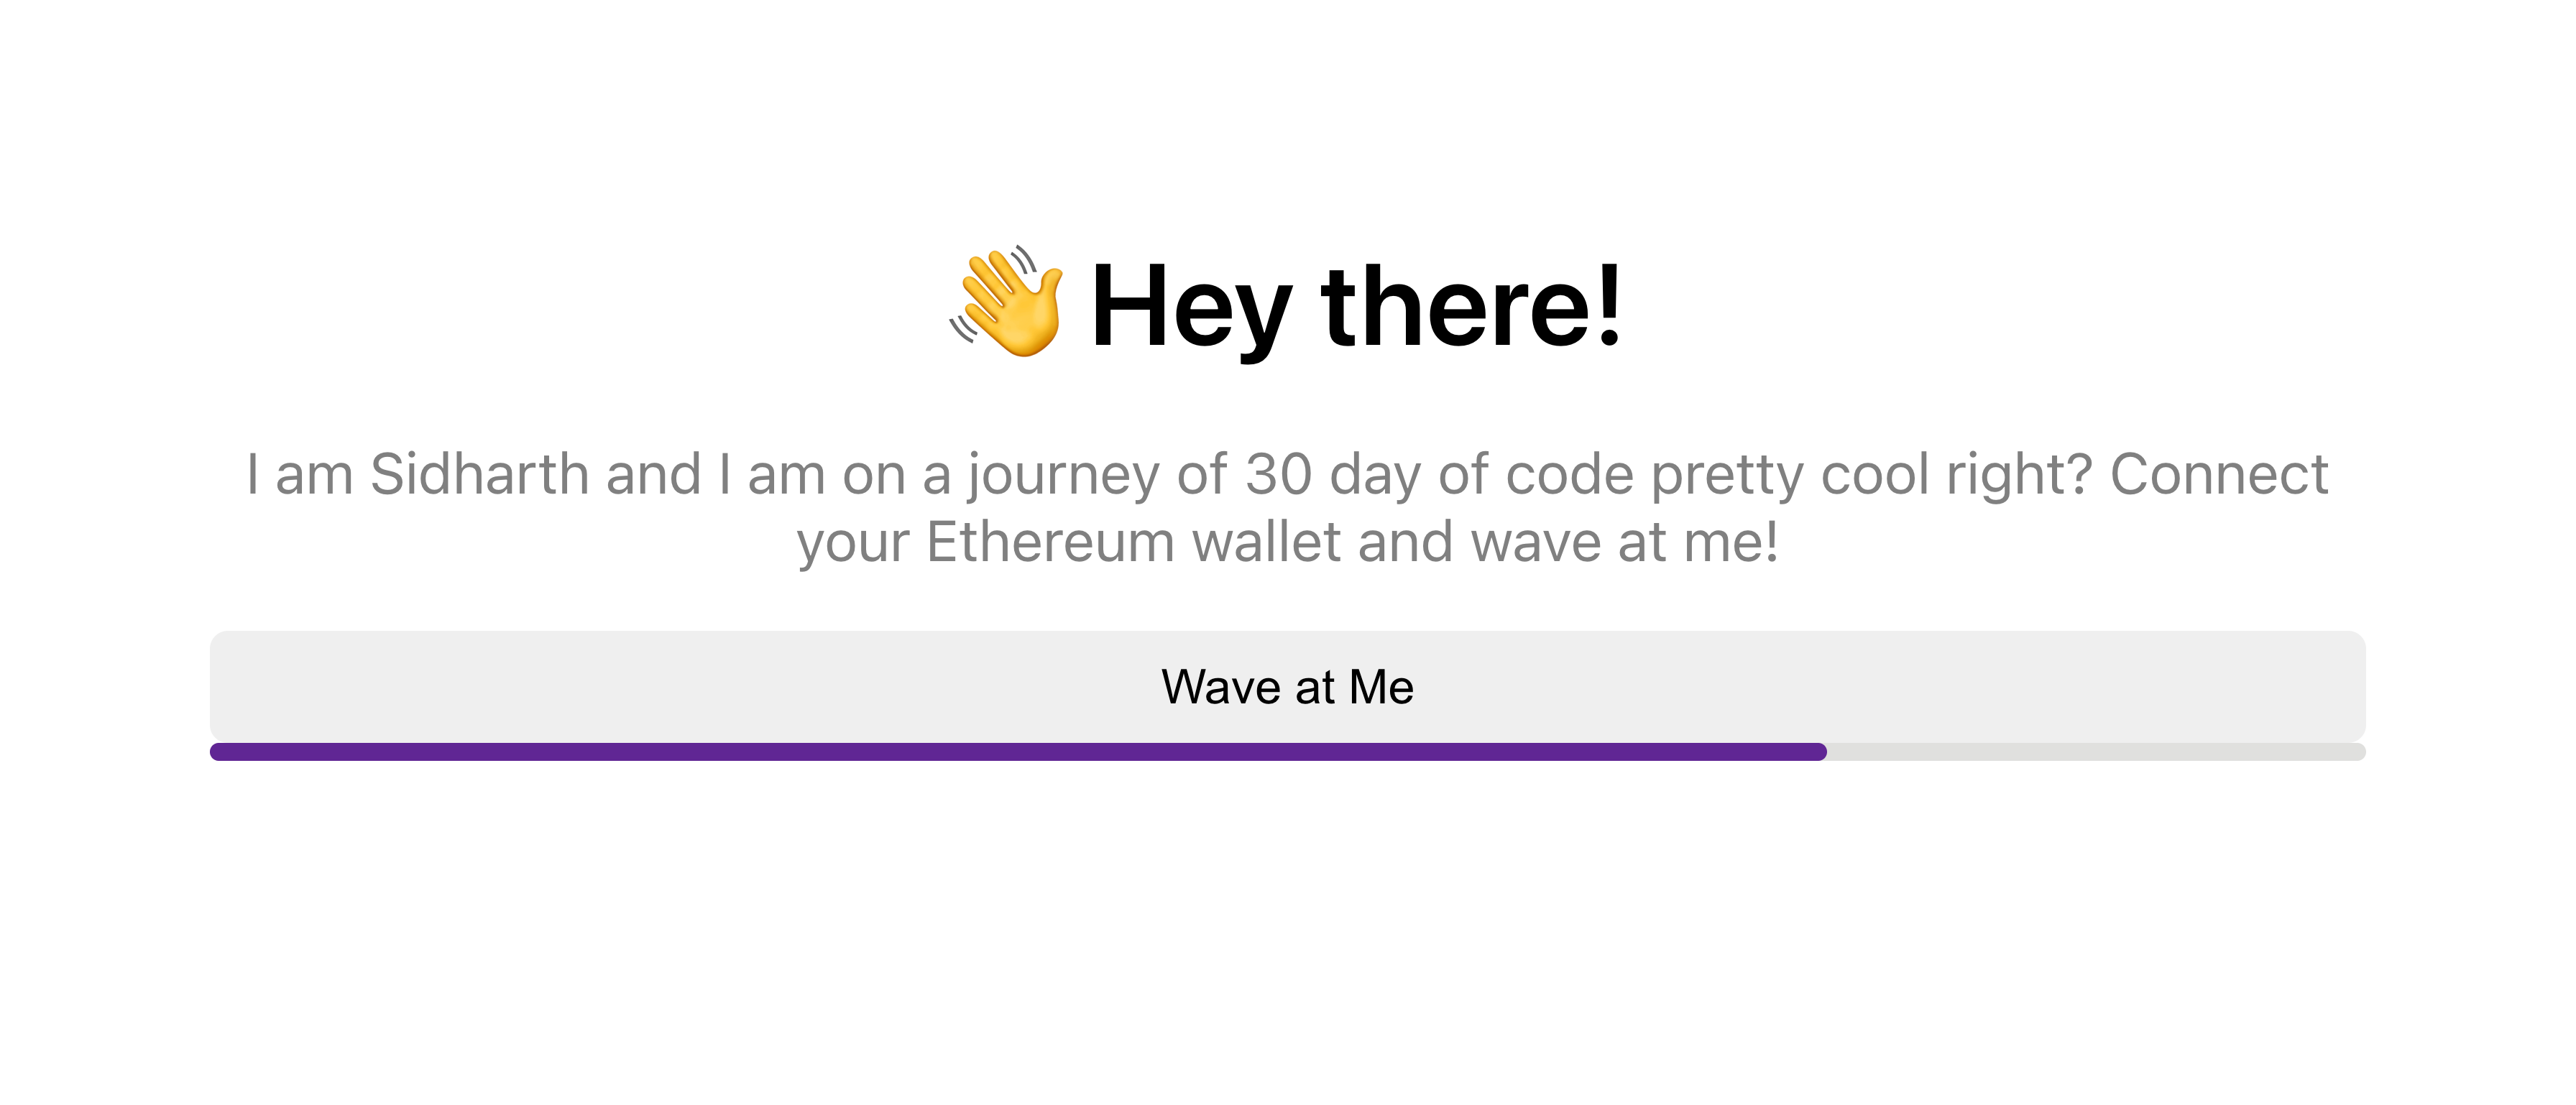 👋 Hey there!
I am Sidharth and I am on a journey of 30 day of code pretty cool right? Connect
your Ethereum wallet and wave at me!
Wave at Me